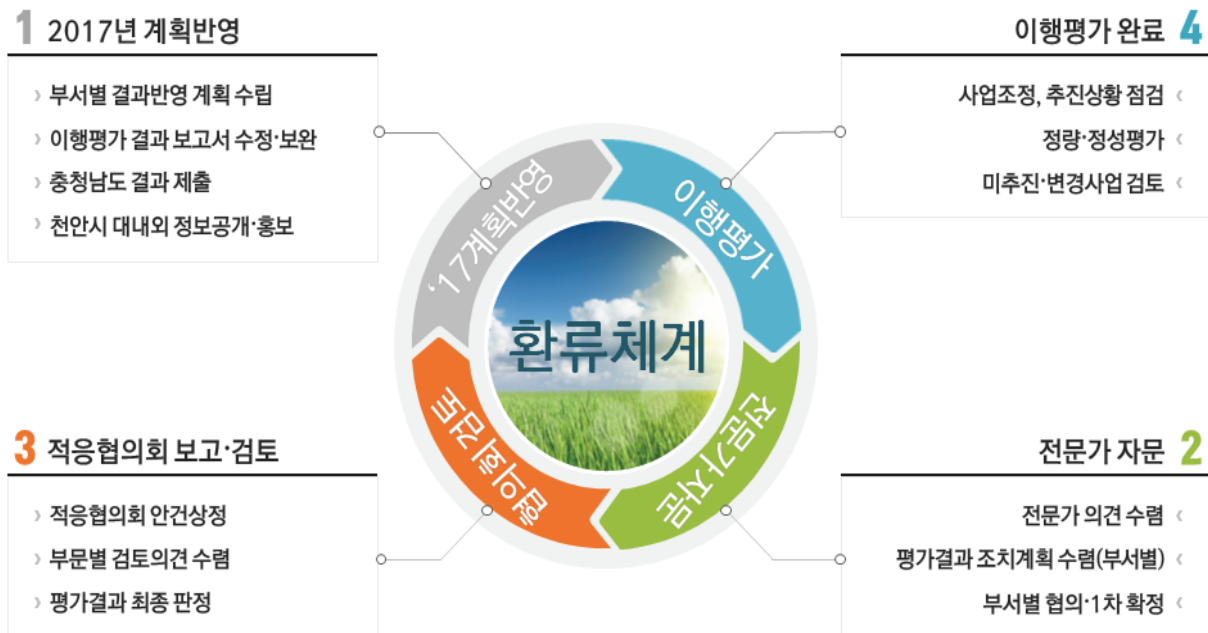 1 2017년 계획반영
› 부서별 결과반영 계획 수립
› 이행평가 결과 보고서 수정·보완
› 충청남도 결과 제출
› 천안시 대내외 정보공개·홍보
이행평가 완료 4
사업조정, 추진상황 점검 ‹
정량·정성평가 ‹
미추진·변경사업 검토 ‹
‘17계획반영
이행평가
환류체계
협의회 검토
전문가자문
3 적응협의회 보고·검토
› 적응협의회 안건상정
› 부문별 검토의견 수렴
› 평가결과 최종 판정
전문가 자문 2
전문가 의견 수렴 ‹
평가결과 조치계획 수렴(부서별) ‹
부서별 협의·1차 확정 ‹